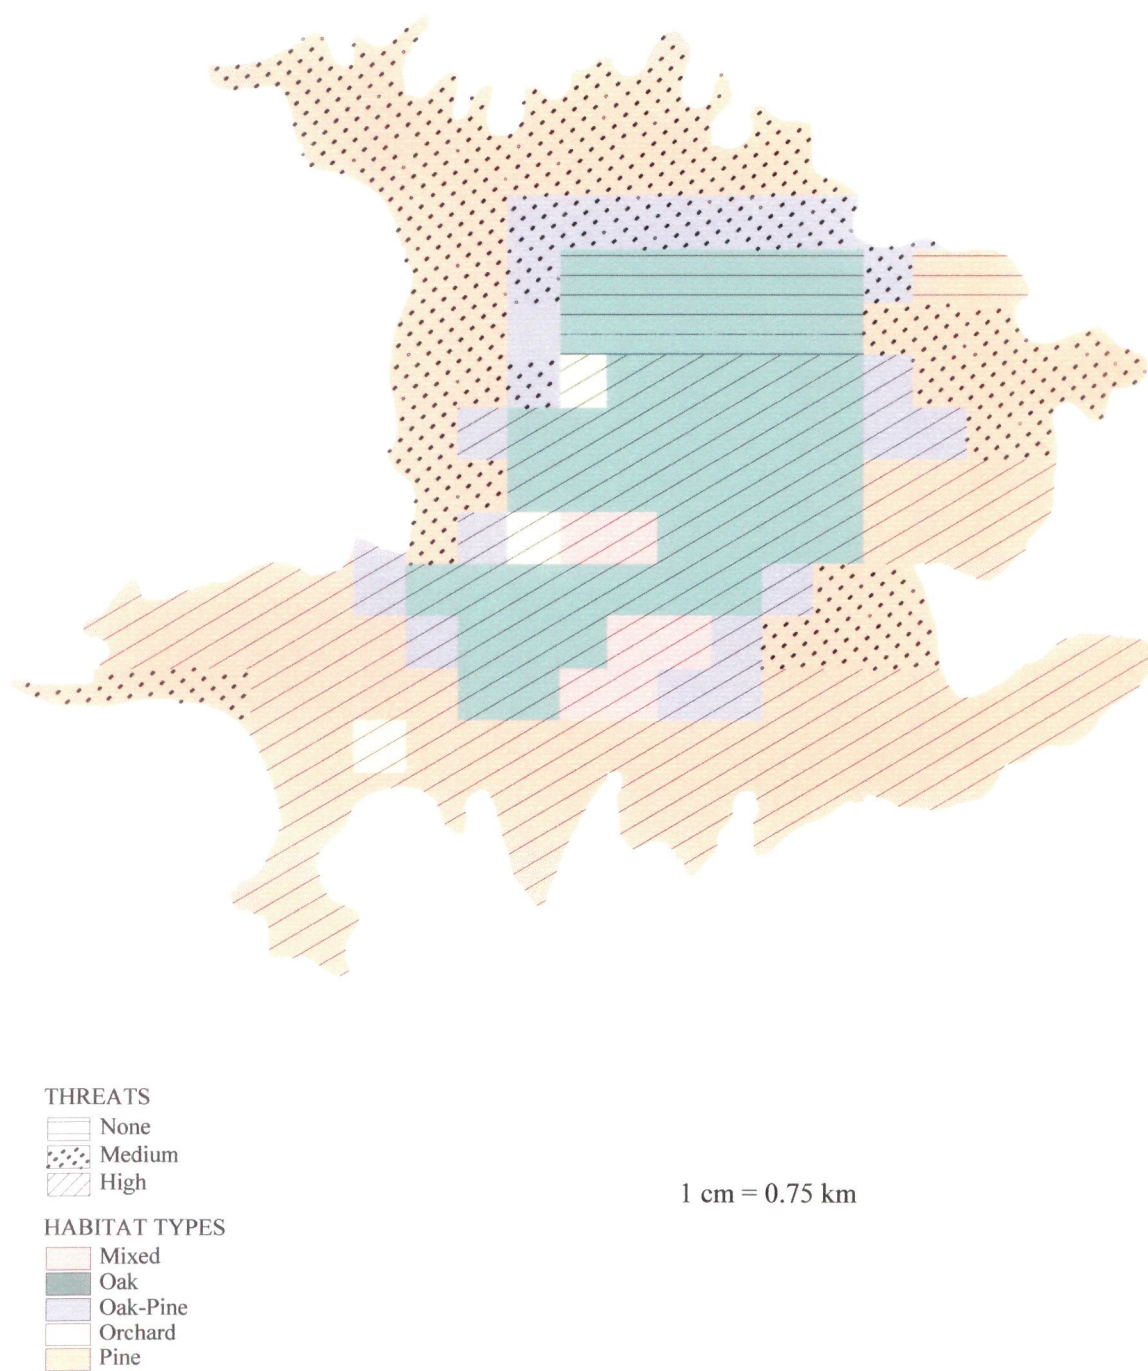 THREATS
None
Medium
High
1 cm = 0.75 km
HABITAT TYPES
Mixed
Oak
Oak-Pine
Orchard
Pine